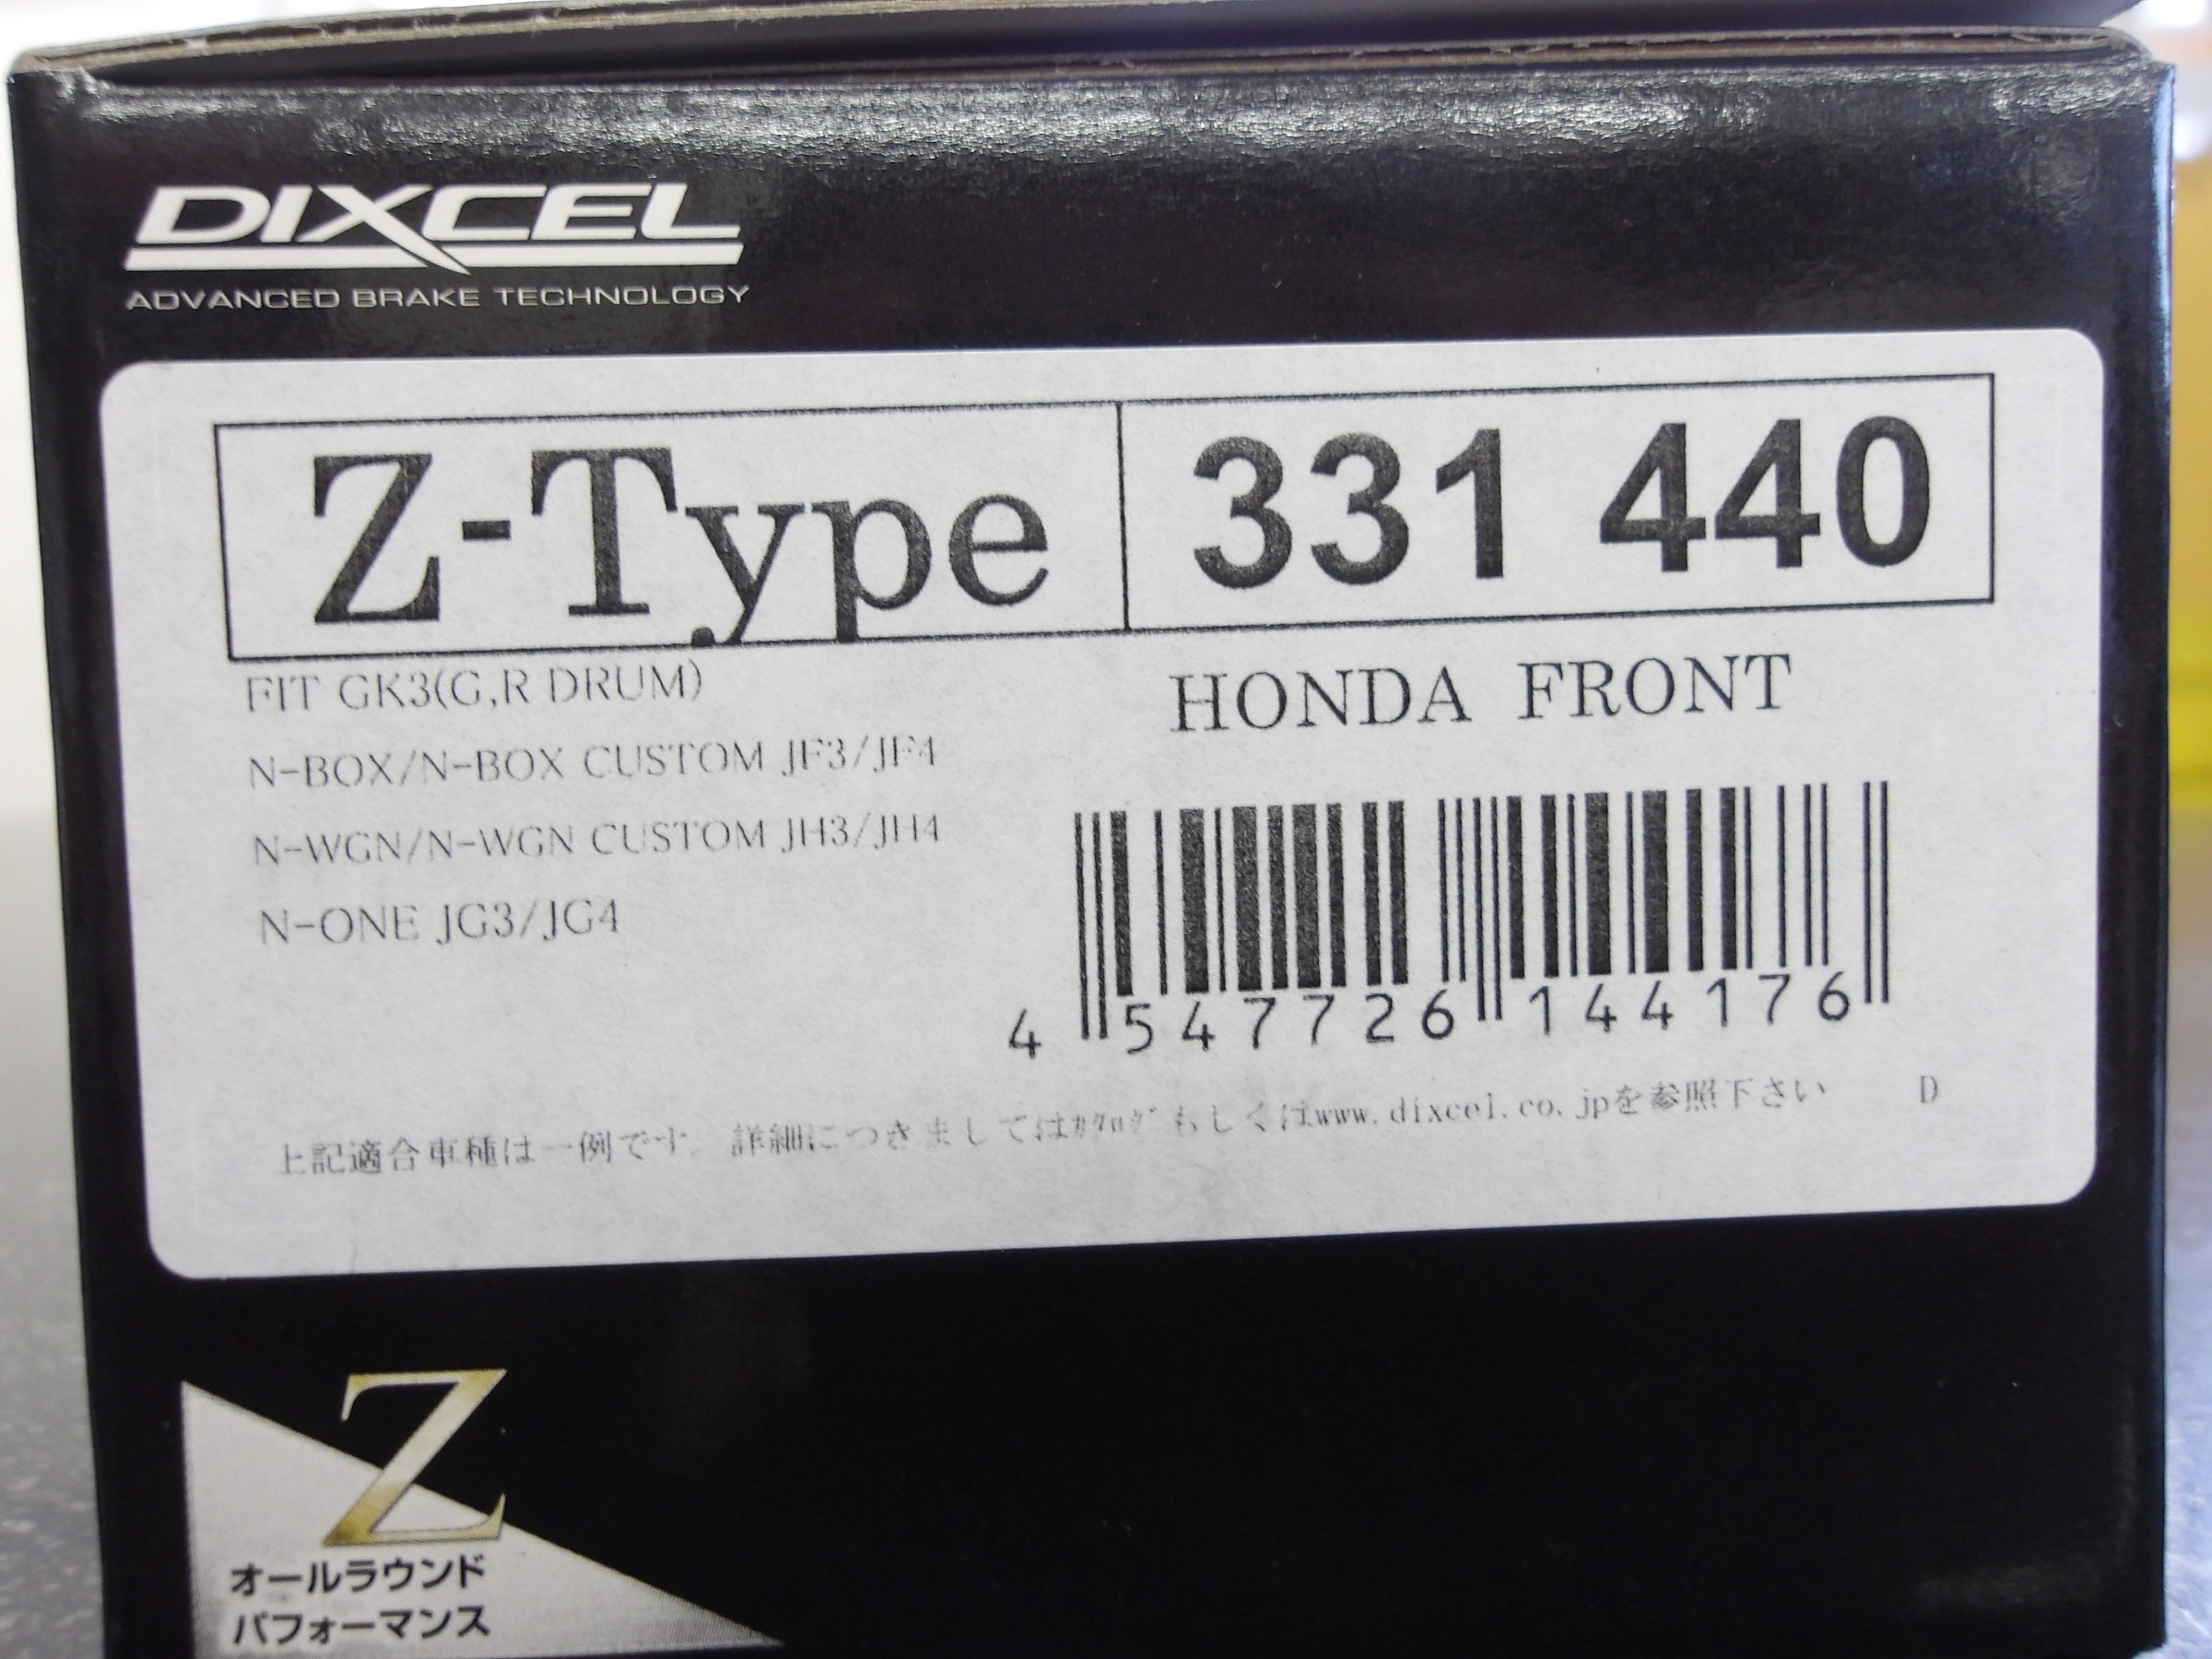 DIXCEL
ADVANCED BRAKE TECHNOLOGY
Z-Type
331 440
FIT GK3(G,R DRUM)
HONDA FRONT
N-BOX/N-BOX CUSTOM JF3/JF4
N-WGN/N-WGN CUSTOM JH3/JH4
N-ONE JG3/JG4
4 547726 144176
上記適合車種は一例です。詳細につきましてはｶﾀﾛｸﾞもしくはwww.dixcel.co.jpを参照下さい D
Z
オールラウンド
パフォーマンス